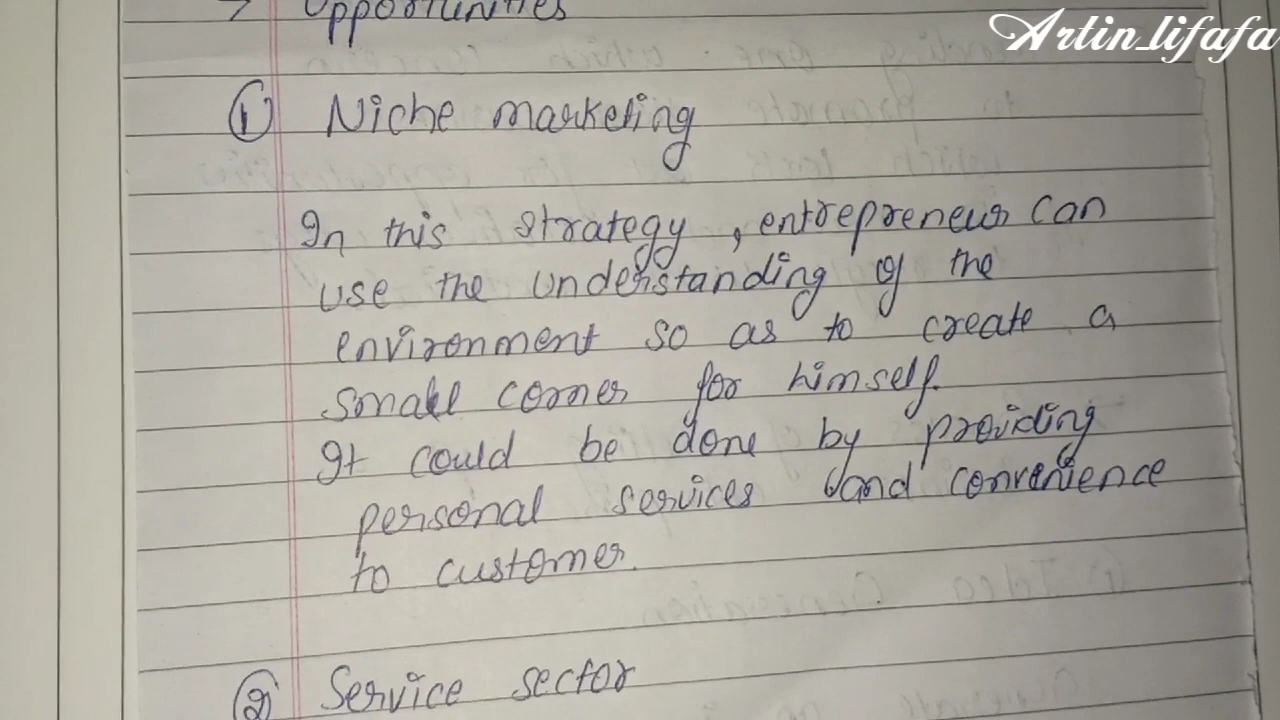 > Opportunities
Artin_lifafa
① Niche marketing
In this strategy, entrepreneur can
use the understanding of the
environment so as to create a
small corner for himself.
It could be done by providing
personal services and convenience
to customer.
② Service sector